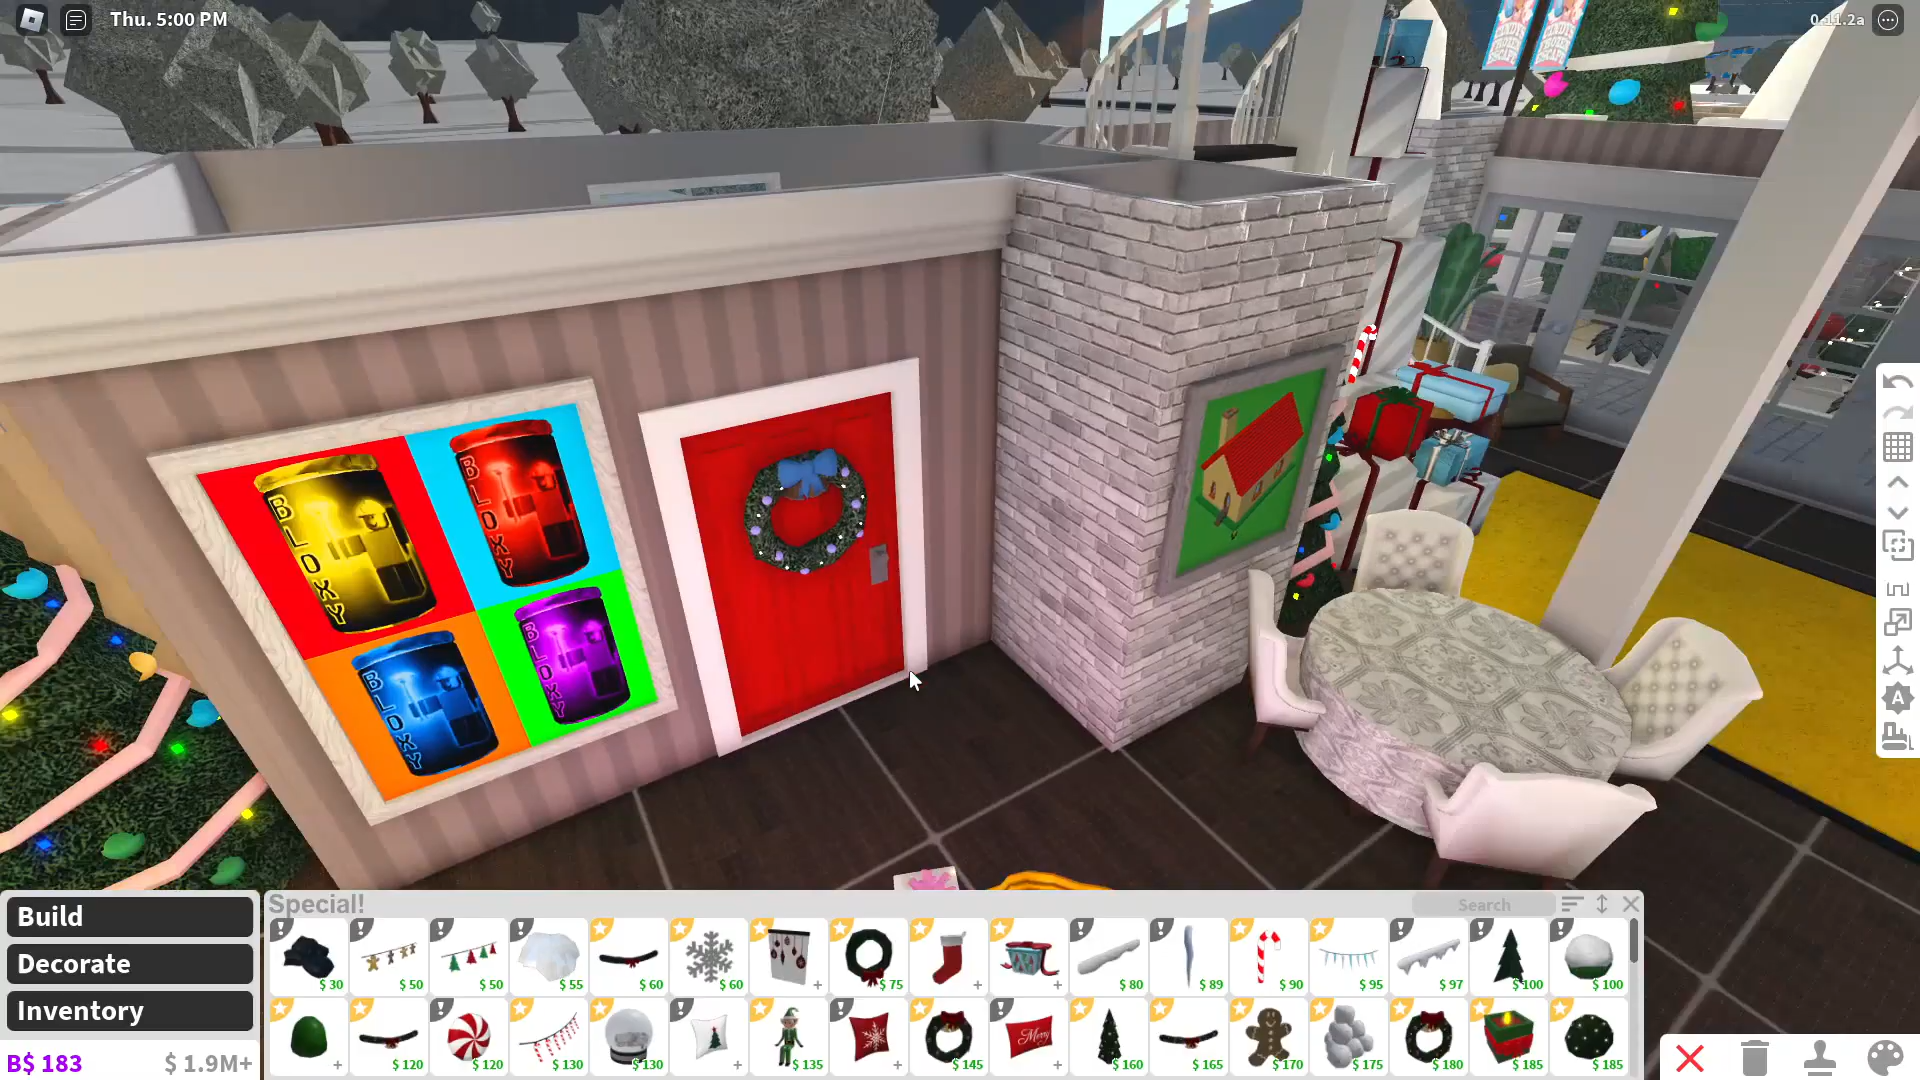 Thu. 5:00 PM
0.11.2a
BLOXY
BLOXY
BLOXY
BLOXY
Build
Decorate
Inventory
B$ 183
$ 1.9M+
Special!
Search
$ 30
$ 50
$ 50
$ 55
$ 60
$ 60
+
$ 75
+
+
$ 80
$ 89
$ 90
$ 95
$ 97
$ 100
$ 100
+
$ 120
$ 120
$ 130
$ 130
+
$ 135
+
$ 145
Merry
+
$ 160
$ 165
$ 170
$ 175
$ 180
$ 185
$ 185
A